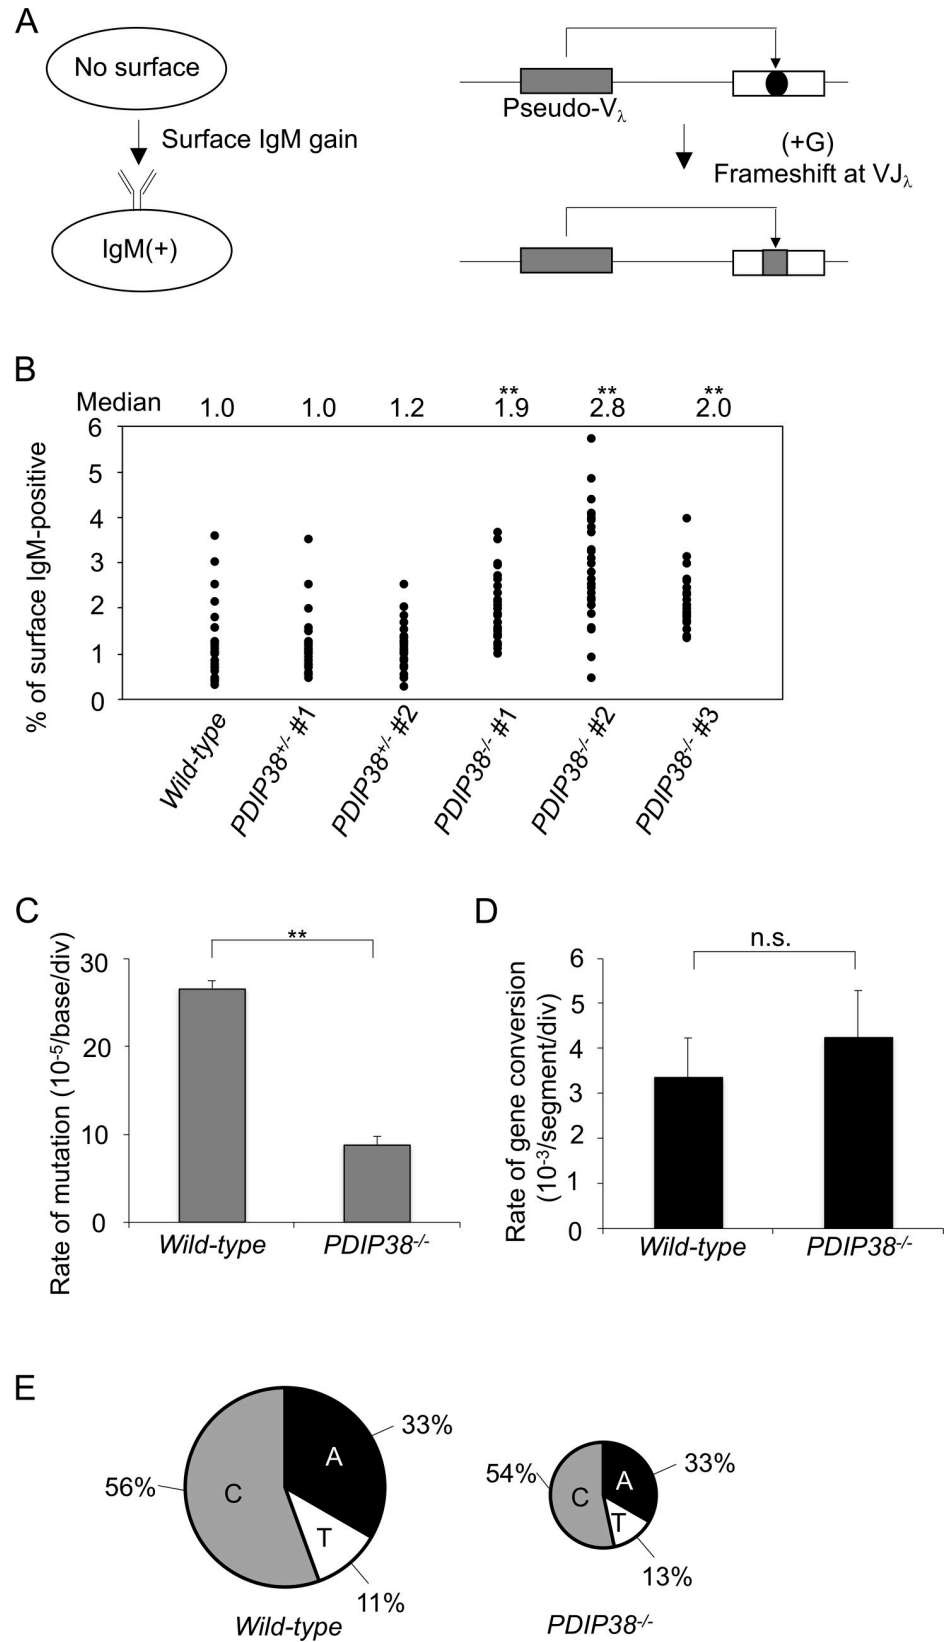 A
No surface
Surface IgM gain
IgM(+)
Pseudo-Vλ
(+G)
Frameshift at VJλ
B
Median 1.0 1.0 1.2 ** 1.9 ** 2.8 ** 2.0
% of surface IgM-positive
6
5
4
3
2
1
0
Wild-type
PDIP38+/- #1
PDIP38+/- #2
PDIP38-/- #1
PDIP38-/- #2
PDIP38-/- #3
C
Rate of mutation (10-5/base/div)
**
30
20
10
0
Wild-type PDIP38-/-
D
Rate of gene conversion
(10-3/segment/div)
n.s.
6
5
4
3
2
1
0
Wild-type PDIP38-/-
E
33%
A
56%
C
T
11%
Wild-type
54%
33%
A
C
T
13%
PDIP38-/-